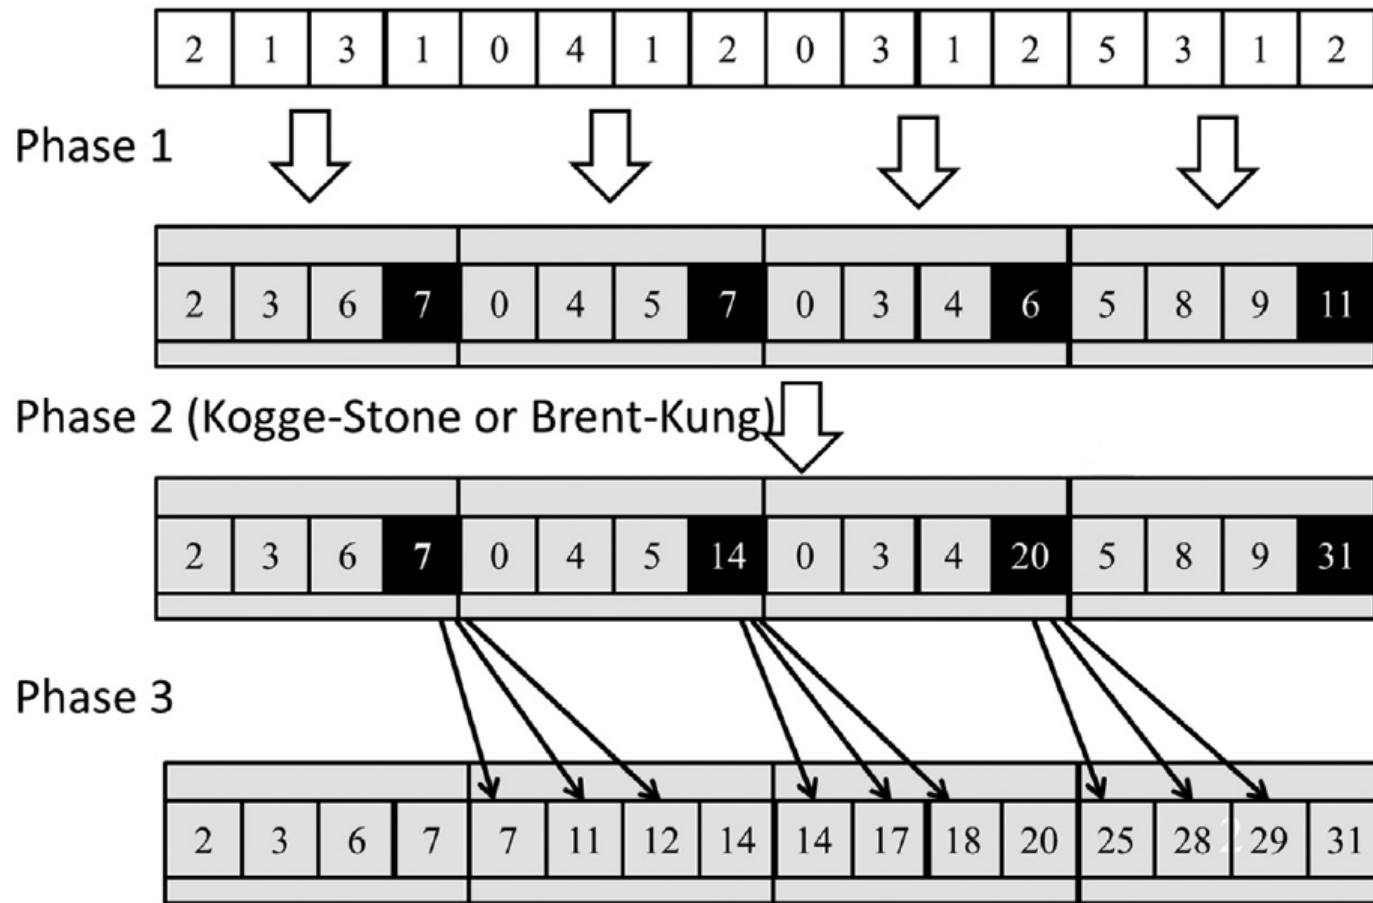 2 1 3 1 0 4 1 2 0 3 1 2 5 3 1 2
Phase 1
2 3 6 7 0 4 5 7 0 3 4 6 5 8 9 11
Phase 2 (Kogge-Stone or Brent-Kung)
2 3 6 7 0 4 5 14 0 3 4 20 5 8 9 31
Phase 3
2 3 6 7 7 11 12 14 14 17 18 20 25 28 29 31